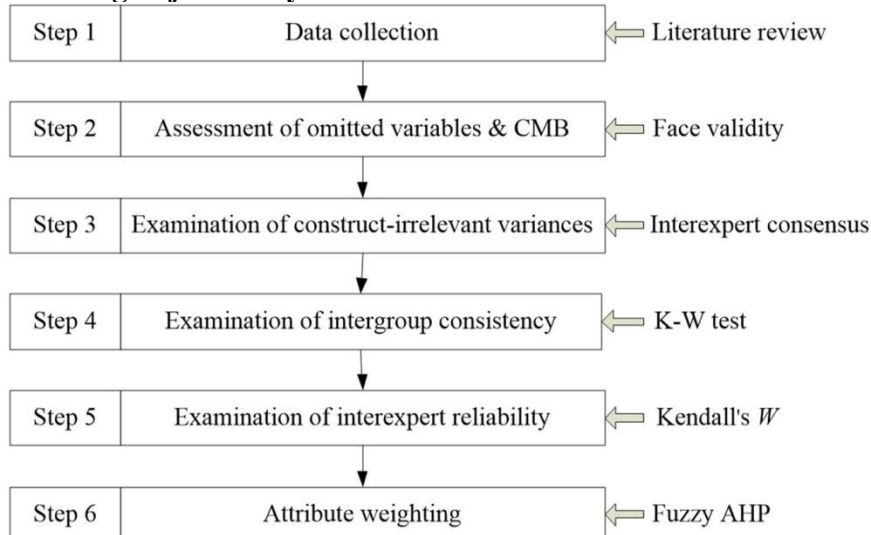 Step 1 Data collection Literature review
Step 2 Assessment of omitted variables & CMB Face validity
Step 3 Examination of construct-irrelevant variances Interexpert consensus
Step 4 Examination of intergroup consistency K-W test
Step 5 Examination of interexpert reliability Kendall's W
Step 6 Attribute weighting Fuzzy AHP